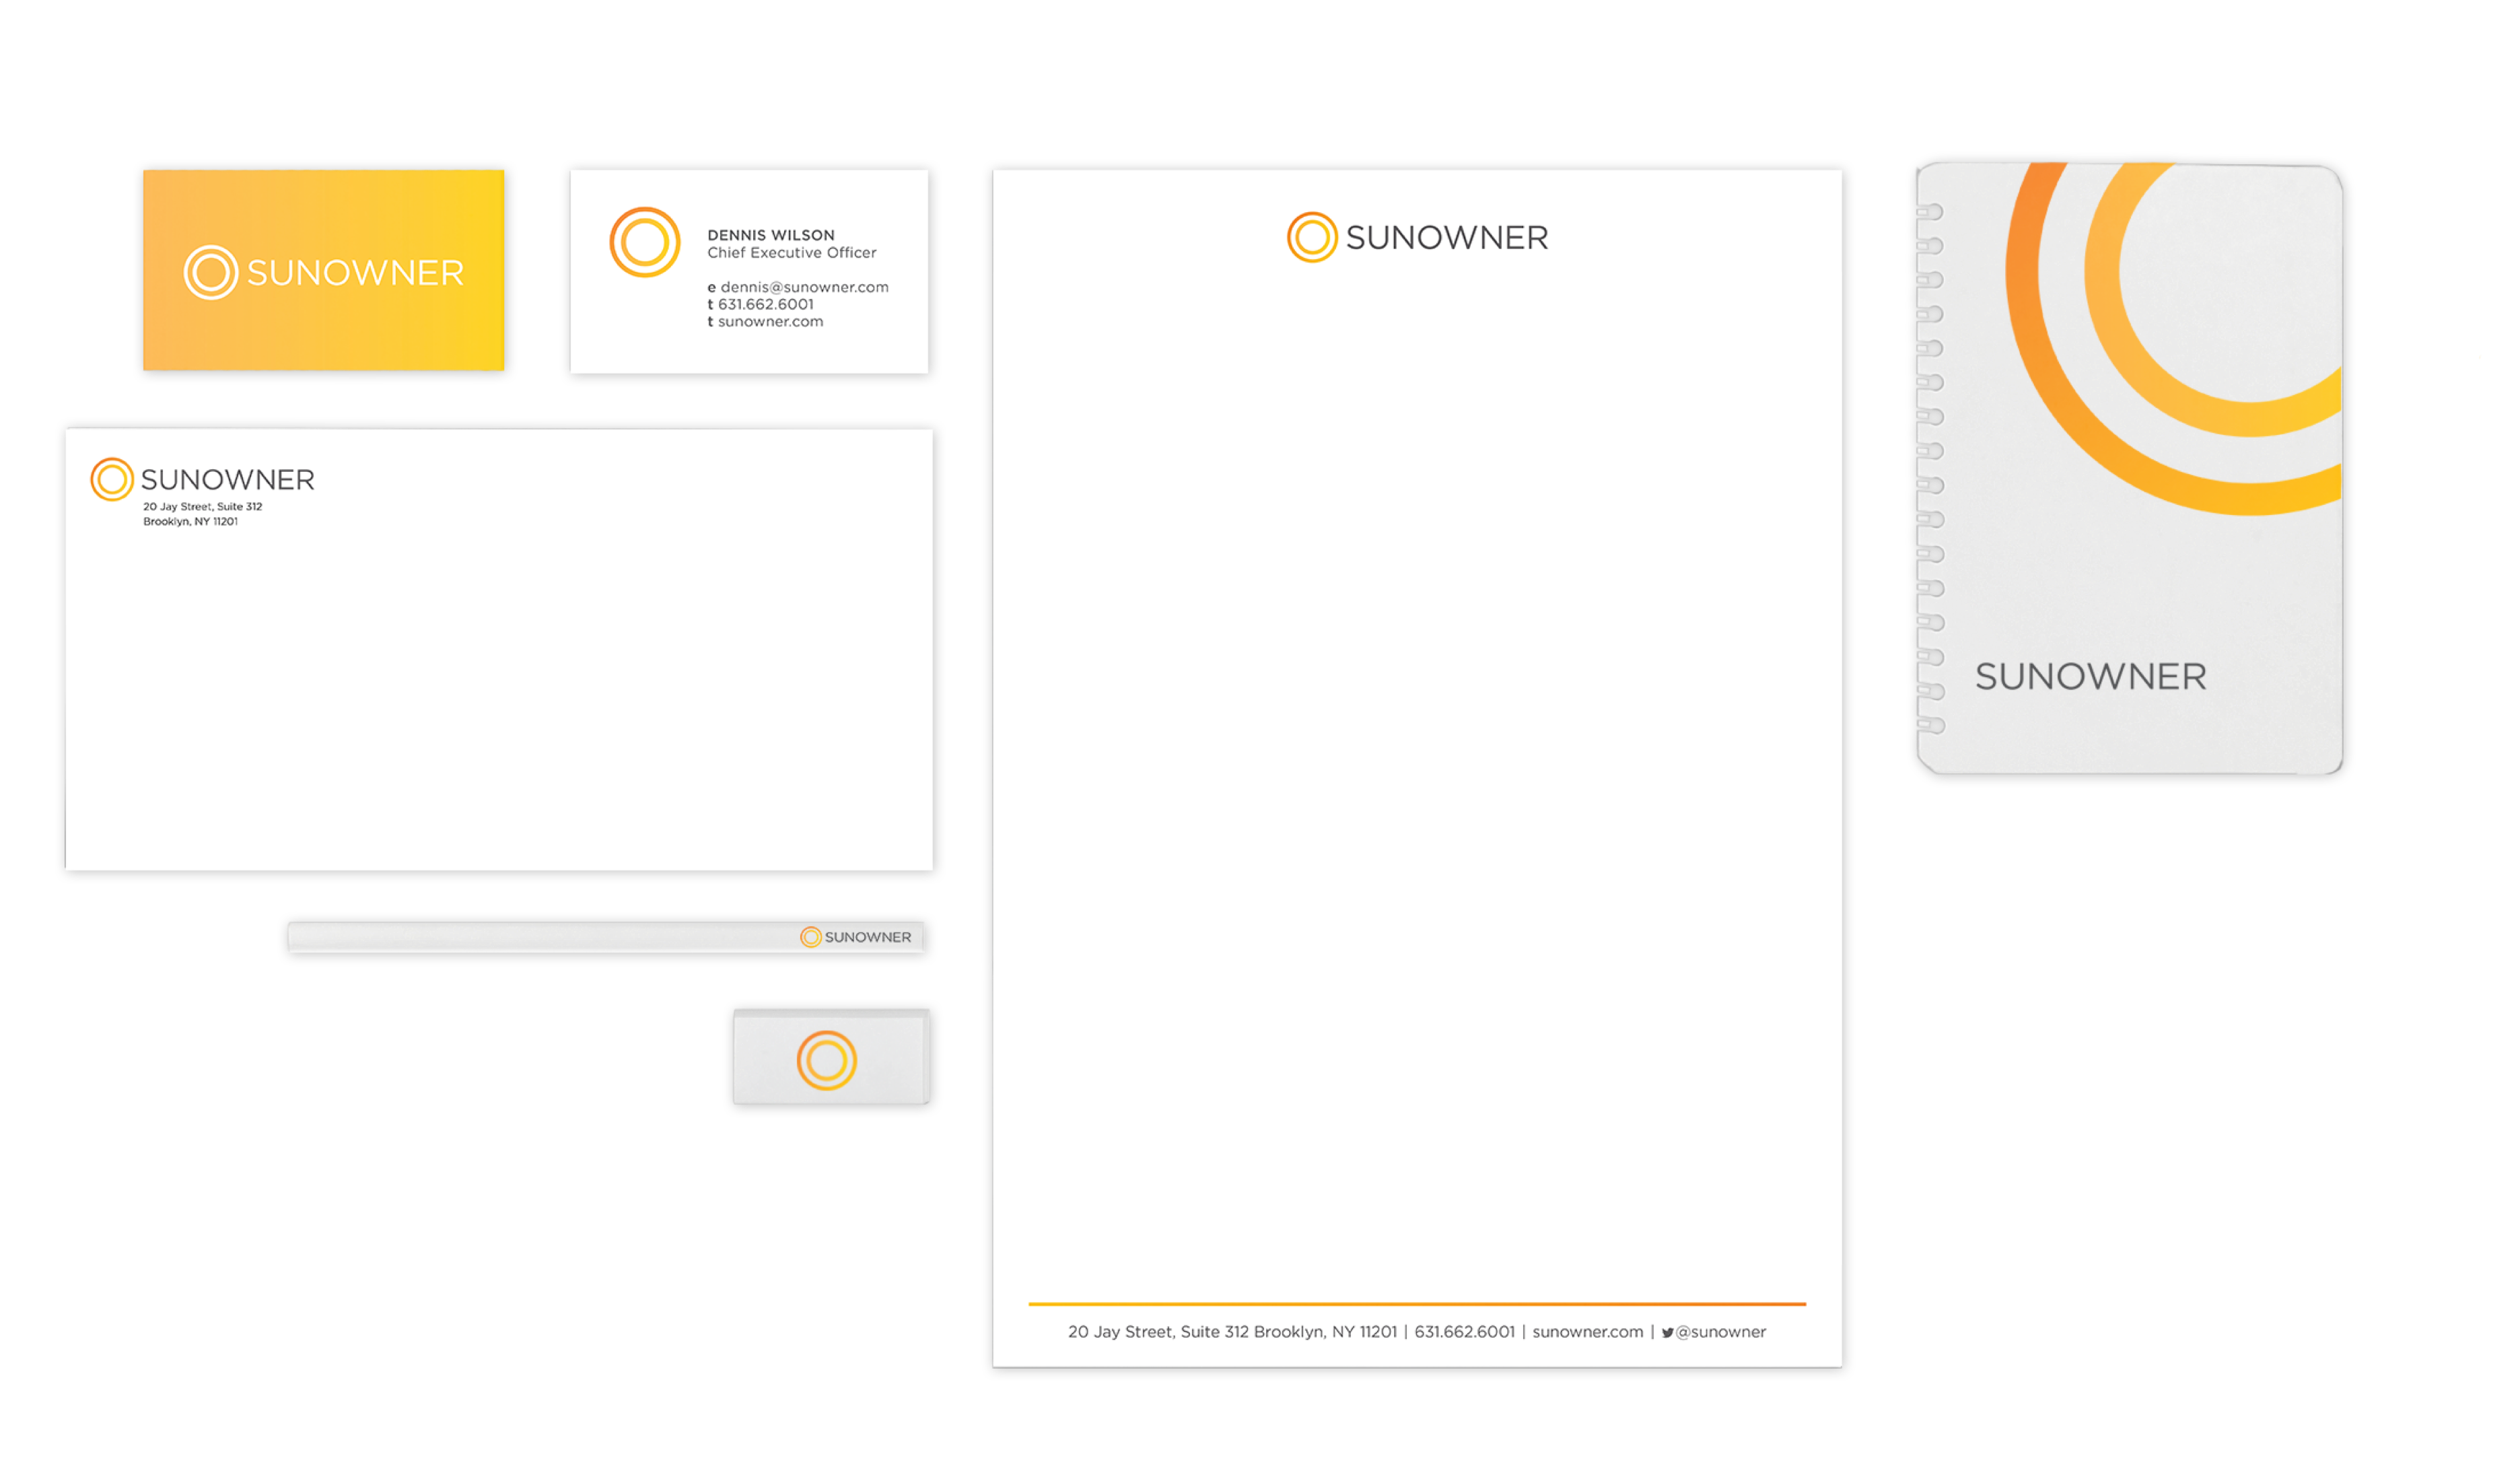 SUNOWNER
DENNIS WILSON
Chief Executive Officer
e dennis@sunowner.com
t 631.662.6001
t sunowner.com
SUNOWNER
20 Jay Street, Suite 312
Brooklyn, NY 11201
SUNOWNER
SUNOWNER
20 Jay Street, Suite 312 Brooklyn, NY 11201 | 631.662.6001 | sunowner.com | @sunowner
SUNOWNER